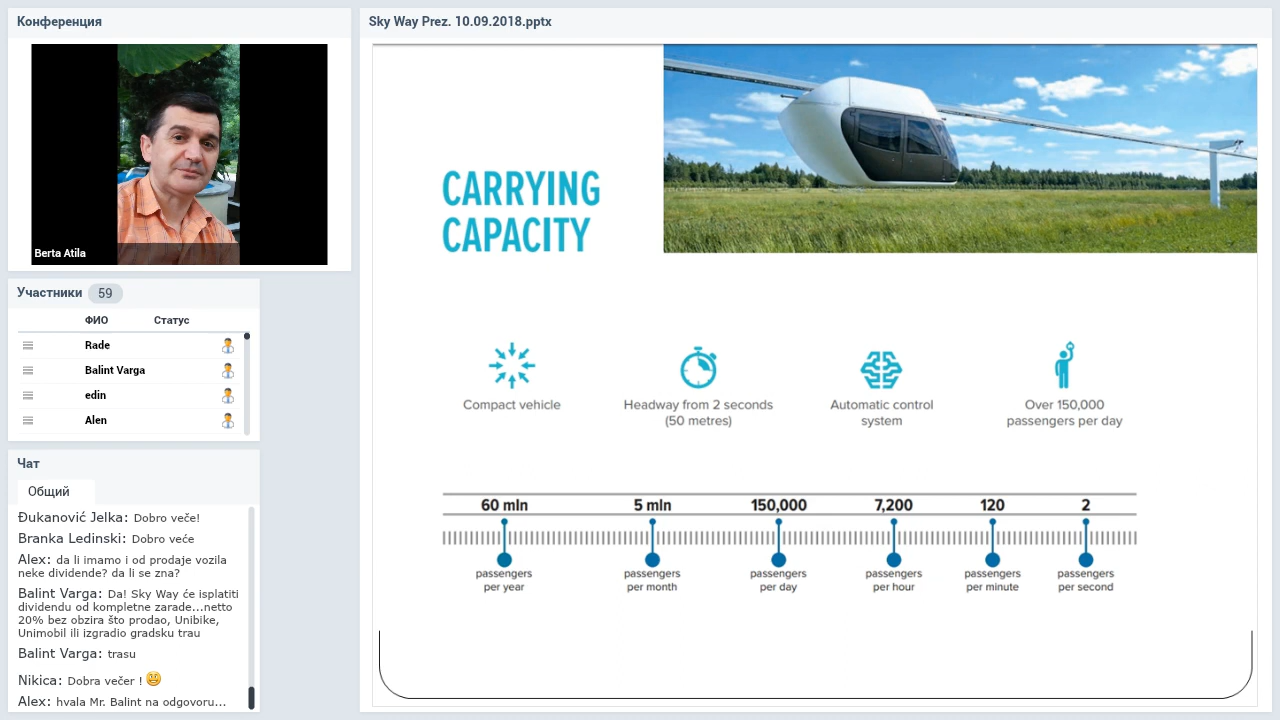 Конференция
Berta Atila
Участники 59
ФИО Статус
Rade
Balint Varga
edin
Alen
Чат
Общий
Đukanović Jelka: Dobro veče!
Branka Ledinski: Dobro veće
Alex: da li imamo i od prodaje vozila
neke dividende? da li se zna?
Balint Varga: Da! Sky Way će isplatiti
dividendu od kompletne zarade...netto
20% bez obzira što prodao, Unibike,
Unimobil ili izgradio gradsku trau
Balint Varga: trasu
Nikica: Dobra večer !
Alex: hvala Mr. Balint na odgovoru...
Sky Way Prez. 10.09.2018.pptx
CARRYING
CAPACITY
Compact vehicle
Headway from 2 seconds
(50 metres)
Automatic control
system
Over 150,000
passengers per day
60 mln 5 mln 150,000 7,200 120 2
passengers
per year
passengers
per month
passengers
per day
passengers
per hour
passengers
per minute
passengers
per second